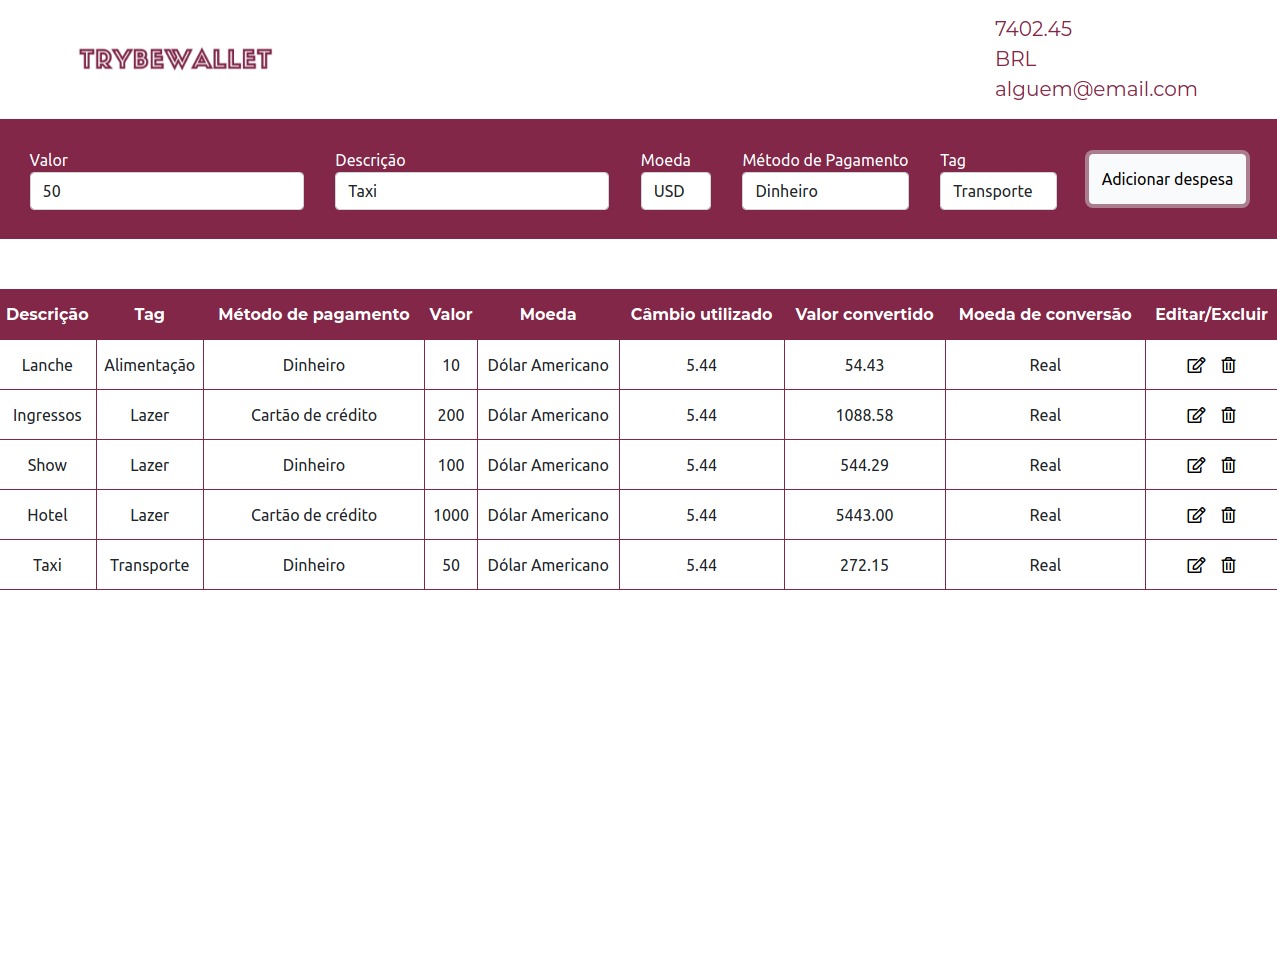 TRYBEWALLET
7402.45
BRL
alguem@email.com
Valor Descrição Moeda Método de Pagamento Tag
50 Taxi USD Dinheiro Transporte Adicionar despesa
Descrição Tag Método de pagamento Valor Moeda Câmbio utilizado Valor convertido Moeda de conversão Editar/Excluir
Lanche Alimentação Dinheiro 10 Dólar Americano 5.44 54.43 Real
Ingressos Lazer Cartão de crédito 200 Dólar Americano 5.44 1088.58 Real
Show Lazer Dinheiro 100 Dólar Americano 5.44 544.29 Real
Hotel Lazer Cartão de crédito 1000 Dólar Americano 5.44 5443.00 Real
Taxi Transporte Dinheiro 50 Dólar Americano 5.44 272.15 Real